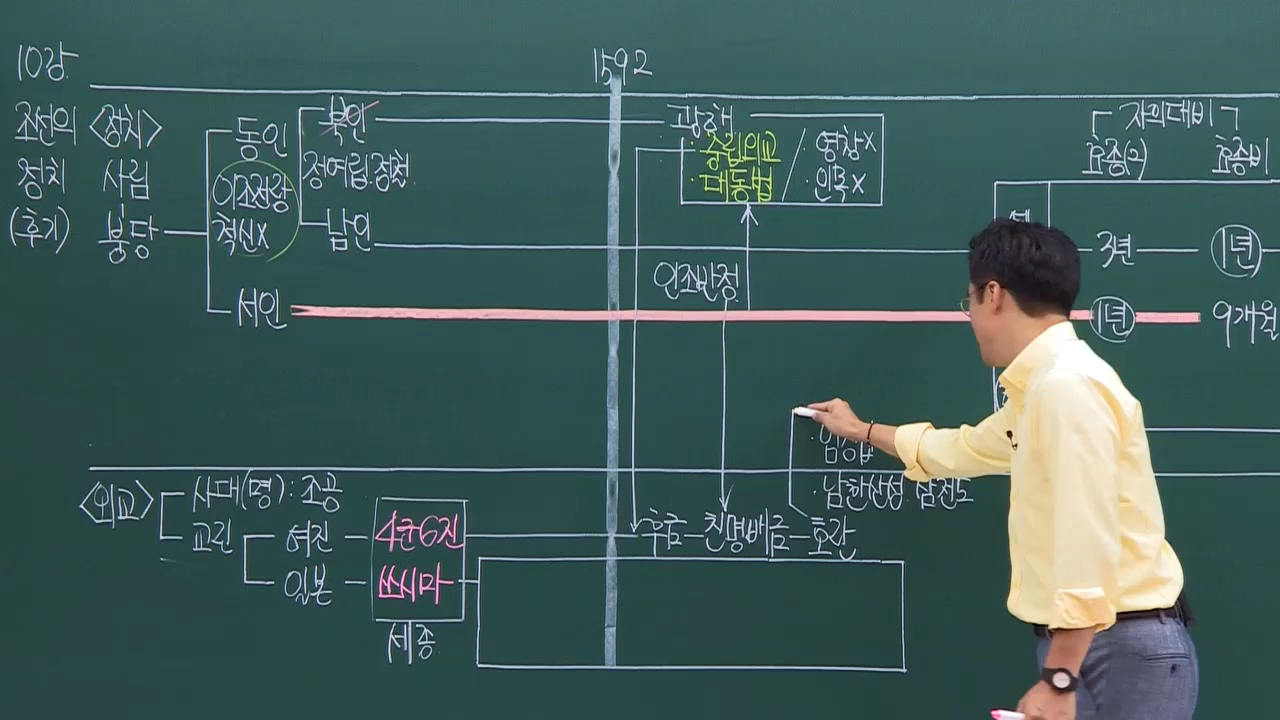 10강
조선의
정치
(후기)
<정치>
사림
붕당
동인
이조전랑
척신X
서인
북인
정여립.정철.
남인
1592
광해
·중립외교
·대동법
/
·영창X
·인목X
인조반정
자의대비
효종(의)
효종비
3년
1년
1년
9개월
·남한산성.삼전도
<외교>
사대(명):조공
교린
여진
일본
4군6진
쓰시마
세종
후금-친명배금-호란